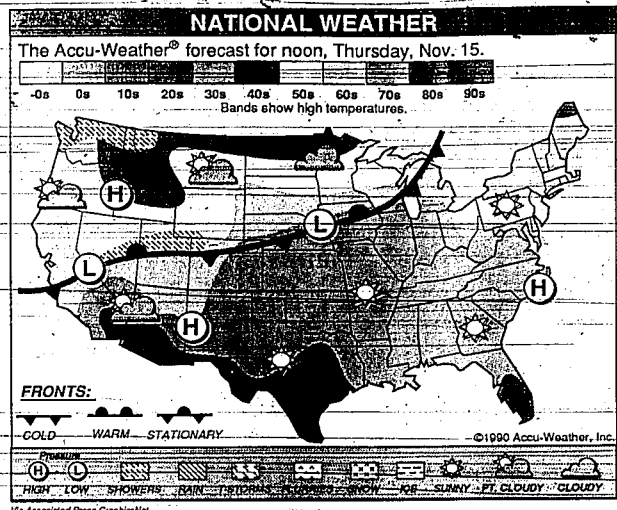 NATIONAL WEATHER
The Accu-Weather® forecast for noon, Thursday, Nov. 15.
-0s 0s 10s 20s 30s 40s 50s 60s 70s 80s 90s
Bands show high temperatures.
H
L
L
H
H
FRONTS:
COLD WARM STATIONARY
©1990 Accu-Weather, Inc.
Pressure
H L
HIGH LOW SHOWERS RAIN T-STORMS FLURRIES SNOW ICE SUNNY PT. CLOUDY CLOUDY
Via Associated Press GraphicsNet